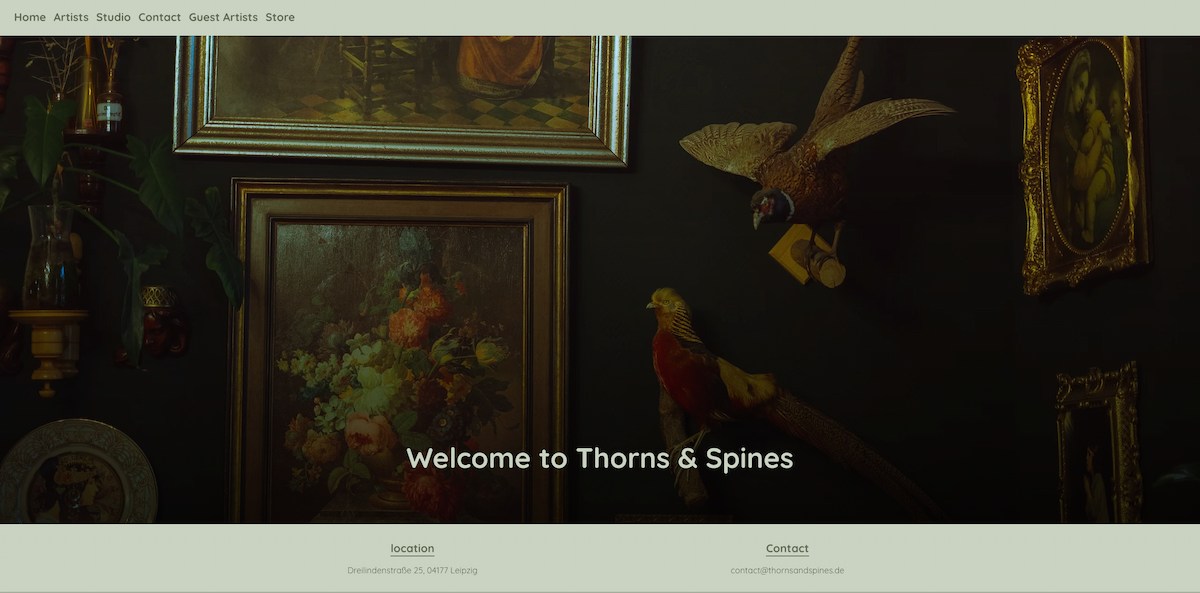 Home Artists Studio Contact Guest Artists Store
Welcome to Thorns & Spines
location
Dreilindenstraße 25, 04177 Leipzig
Contact
contact@thornsandspines.de